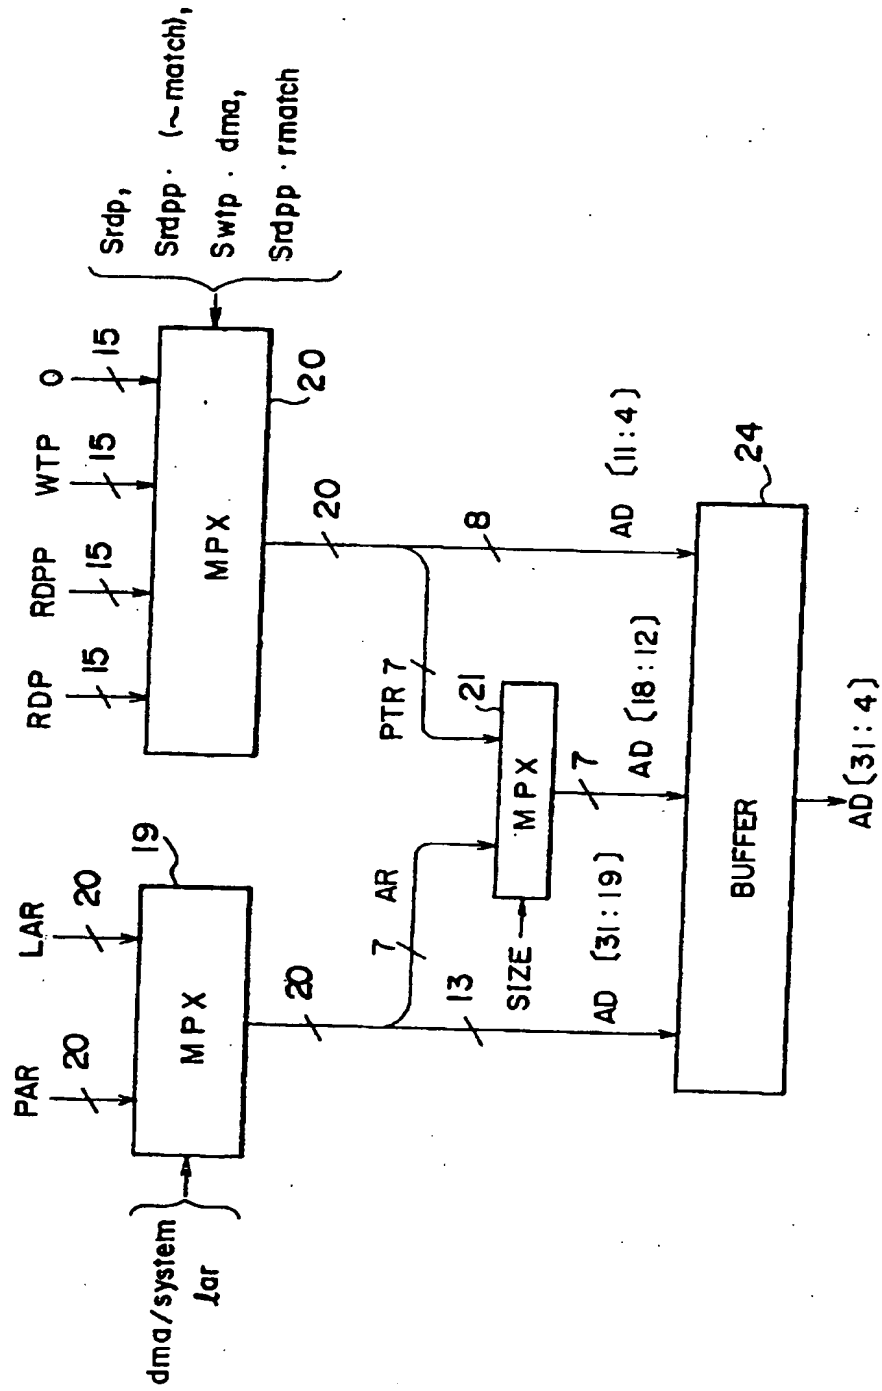 dma/system
lar
PAR
20
LAR
20
MPX
19
RDP
15
RDPP
15
WTP
15
0
15
MPX
20
Srdp,
Srdpp · (~match),
Swtp · dma,
Srdpp · rmatch
20
20
7
AR
PTR 7
21
13
SIZE
MPX
8
7
AD (31:19)
AD (18:12)
AD (11:4)
BUFFER
24
AD(31:4)